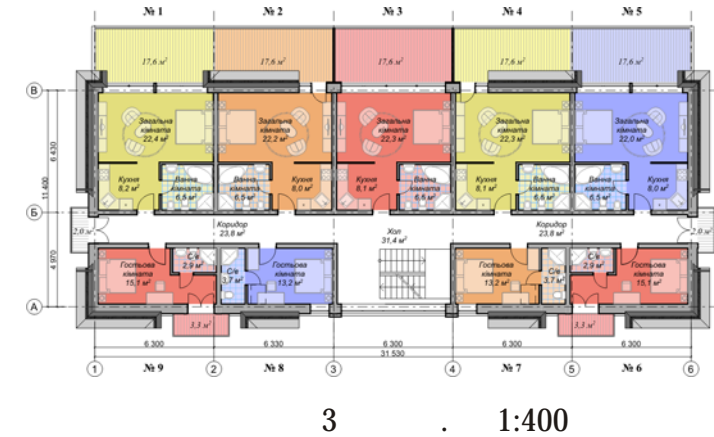 № 1 № 2 № 3 № 4 № 5
17,6 м² 17,6 м² 17,6 м² 17,6 м² 17,6 м²
В
Загальна Загальна Загальна Загальна Загальна
кімната кімната кімната кімната кімната
22,4 м² 22,2 м² 22,3 м² 22,3 м² 22,0 м²
6 430
11 400
Кухня Ванна Ванна Кухня Кухня Ванна Кухня Ванна Ванна Кухня
8,2 м² кімната кімната 8,0 м² 8,1 м² кімната 8,1 м² кімната кімната 8,0 м²
6,5 м² 6,5 м² 6,6 м² 6,6 м² 6,5 м²
Б
2,0 м² Коридор Хол Коридор 2,0 м²
23,8 м² 31,4 м² 23,8 м²
4 970
Гостьова С/в С/в Гостьова Гостьова С/в С/в Гостьова
кімната 2,9 м² 3,7 м² кімната кімната 3,7 м² 2,9 м² кімната
15,1 м² 13,2 м² 13,2 м² 15,1 м²
А
3,3 м² 3,3 м²
6 300 6 330 6 300 6 300
31 530
1 2 3 4 5 6
№ 9 № 8 № 7 № 6
3 . 1:400